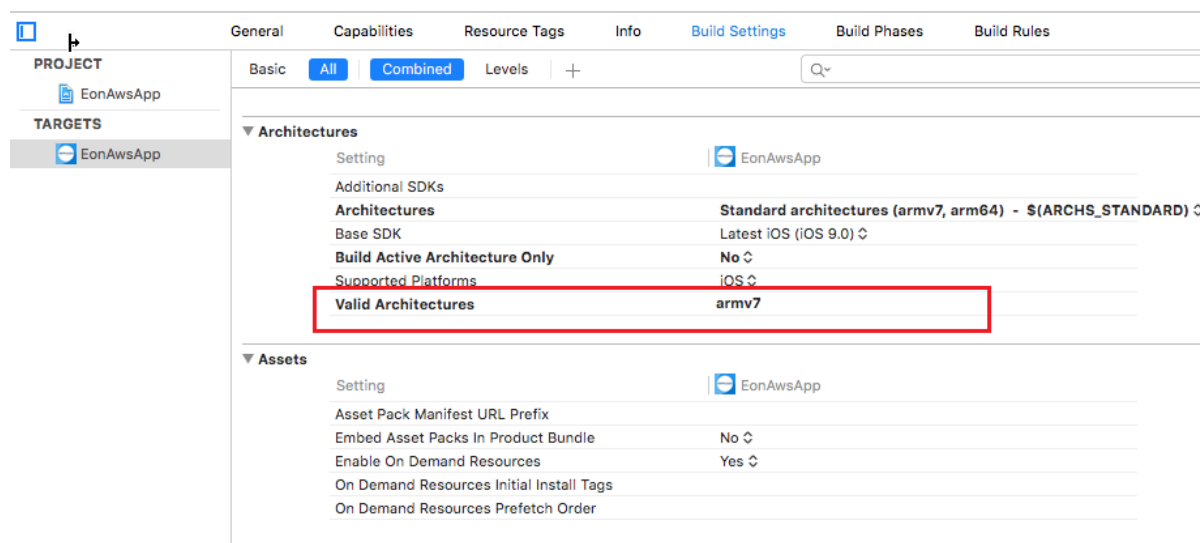 General Capabilities Resource Tags Info Build Settings Build Phases Build Rules
PROJECT
EonAwsApp
TARGETS
EonAwsApp
Basic All Combined Levels
Architectures
Setting EonAwsApp
Additional SDKs
Architectures Standard architectures (armv7, arm64) - $(ARCHS_STANDARD)
Base SDK Latest iOS (iOS 9.0)
Build Active Architecture Only No
Supported Platforms iOS
Valid Architectures armv7
Assets
Setting EonAwsApp
Asset Pack Manifest URL Prefix
Embed Asset Packs In Product Bundle No
Enable On Demand Resources Yes
On Demand Resources Initial Install Tags
On Demand Resources Prefetch Order